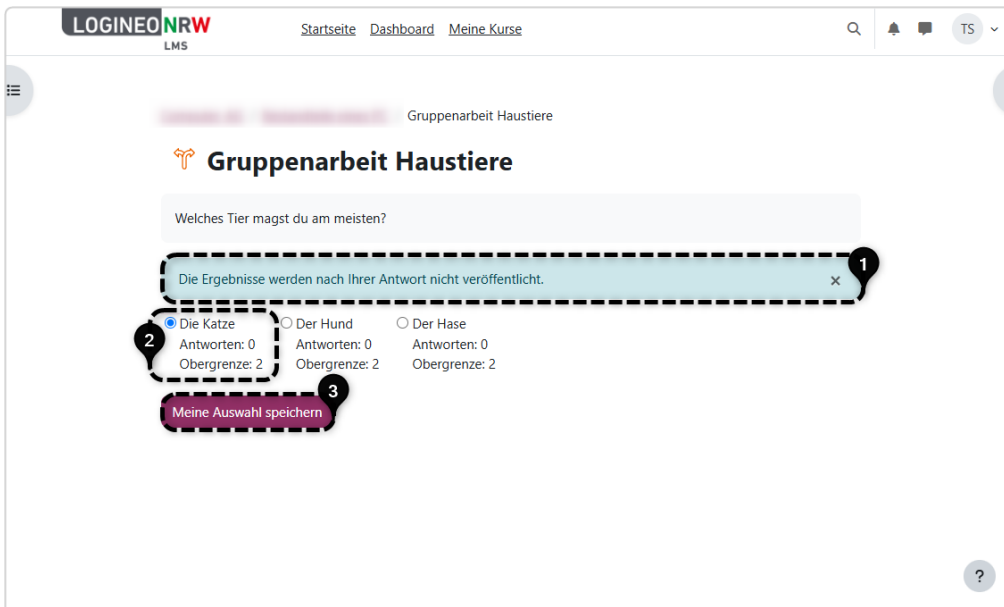 LOGINEO NRW
LMS
Startseite Dashboard Meine Kurse
TS
/ Gruppenarbeit Haustiere
Gruppenarbeit Haustiere
Welches Tier magst du am meisten?
1
Die Ergebnisse werden nach Ihrer Antwort nicht veröffentlicht. ×
2
Die Katze
Antworten: 0
Obergrenze: 2
Der Hund
Antworten: 0
Obergrenze: 2
Der Hase
Antworten: 0
Obergrenze: 2
3
Meine Auswahl speichern
?